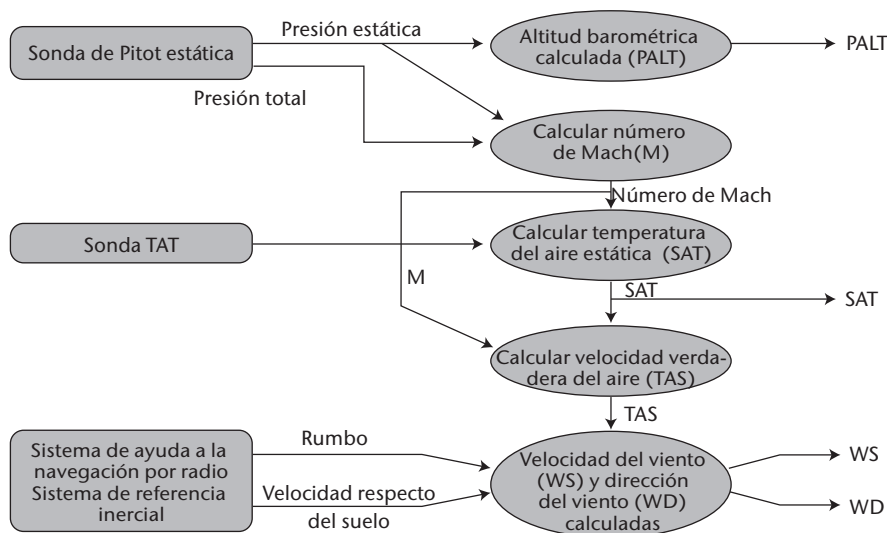 Presión estática
Sonda de Pitot estática
Altitud barométrica
calculada (PALT)
PALT
Presión total
Calcular número
de Mach(M)
Número de Mach
Sonda TAT
Calcular temperatura
del aire estática (SAT)
M
SAT
SAT
Calcular velocidad verda-
dera del aire (TAS)
TAS
Sistema de ayuda a la
navegación por radio
Sistema de referencia
inercial
Rumbo
Velocidad respecto
del suelo
Velocidad del viento
(WS) y dirección
del viento (WD)
calculadas
WS
WD